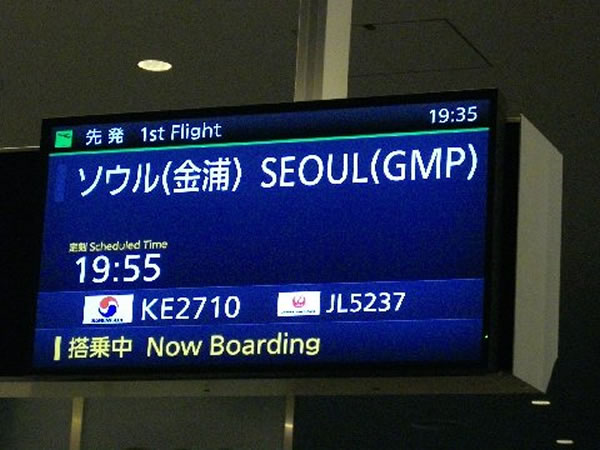 先発 1st Flight 19:35
ソウル(金浦) SEOUL(GMP)
定刻 Scheduled Time
19:55
KE2710 JL5237
搭乗中 Now Boarding